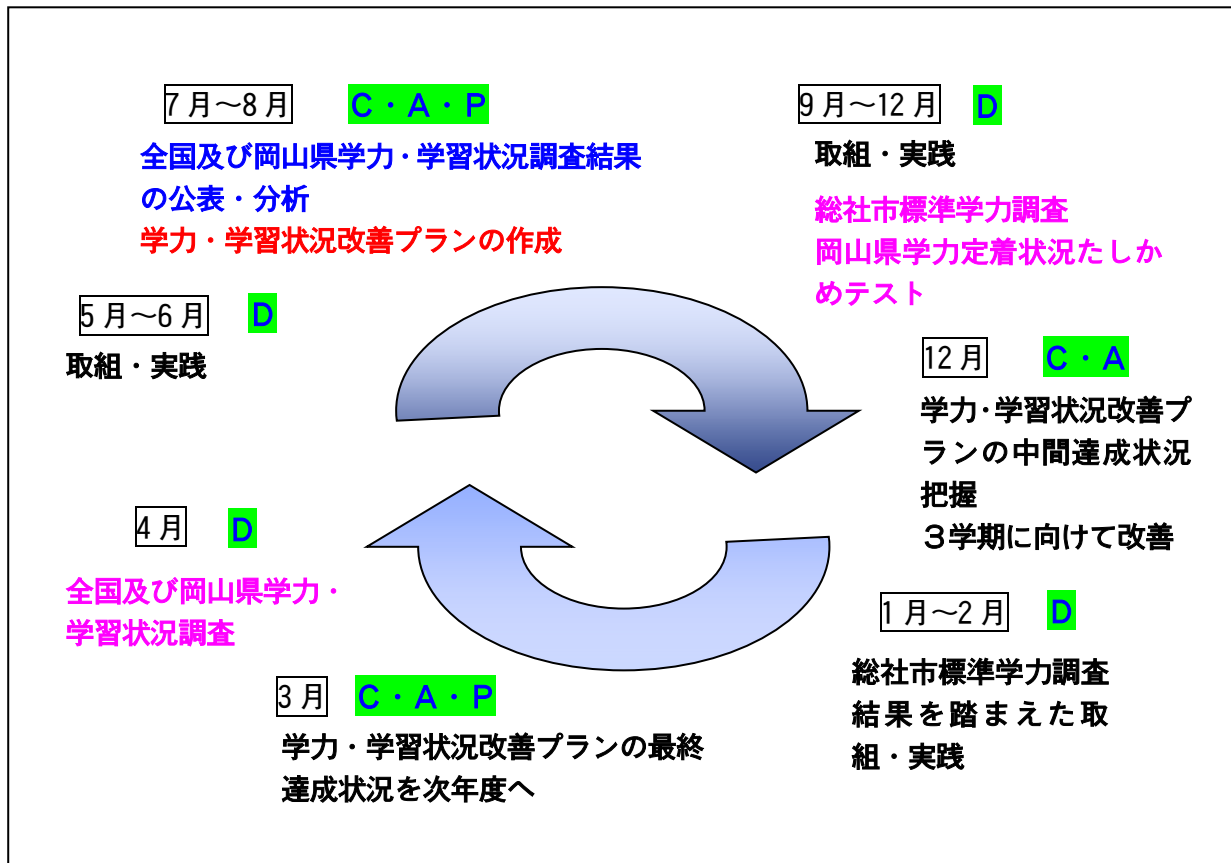 7月～8月 C・A・P
全国及び岡山県学力・学習状況調査結果
の公表・分析
学力・学習状況改善プランの作成
9月～12月 D
取組・実践
総社市標準学力調査
岡山県学力定着状況たしか
めテスト
5月～6月 D
取組・実践
12月 C・A
学力・学習状況改善プ
ランの中間達成状況
把握
３学期に向けて改善
4月 D
全国及び岡山県学力・
学習状況調査
1月～2月 D
総社市標準学力調査
結果を踏まえた取
組・実践
3月 C・A・P
学力・学習状況改善プランの最終
達成状況を次年度へ